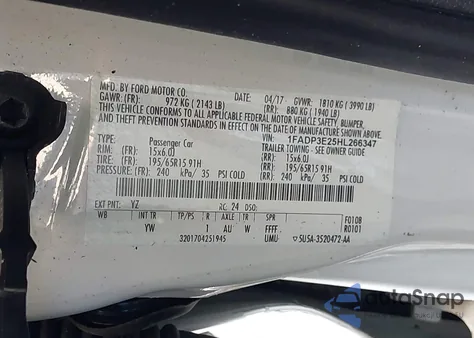 MFD. BY FORD MOTOR CO.
DATE: 04/17 GVWR: 1810 KG ( 3990 LB)
GAWR: (FR): 972 KG ( 2143 LB) (RR): 880 KG ( 1940 LB)
THIS VEHICLE CONFORMS TO ALL APPLICABLE FEDERAL MOTOR VEHICLE SAFETY, BUMPER,
AND THEFT PREVENTION STANDARDS IN EFFECT ON THE DATE OF MANUFACTURE SHOWN ABOVE.
VIN: 1FADP3E25HL266347
TYPE: Passenger Car TRAILER TOWING - SEE OWNER GUIDE
RIM: (FR) 15x6.0J (RR): 15x6.0J
TIRE: (FR) 195/65R15 91H (RR): 195/65R15 91H
PRESSURE: (FR) 240 kPa/ 35 PSI COLD (RR): 240 kPa/ 35 PSI COLD
EXT PNT: YZ RC: 24 DSO: F0108
WB INT TR TP/PS R AXLE TR SPR R0101
YW 1 AU W FFFF
3201704251945 UMU 5U5A-3520472-AA
autoSnap